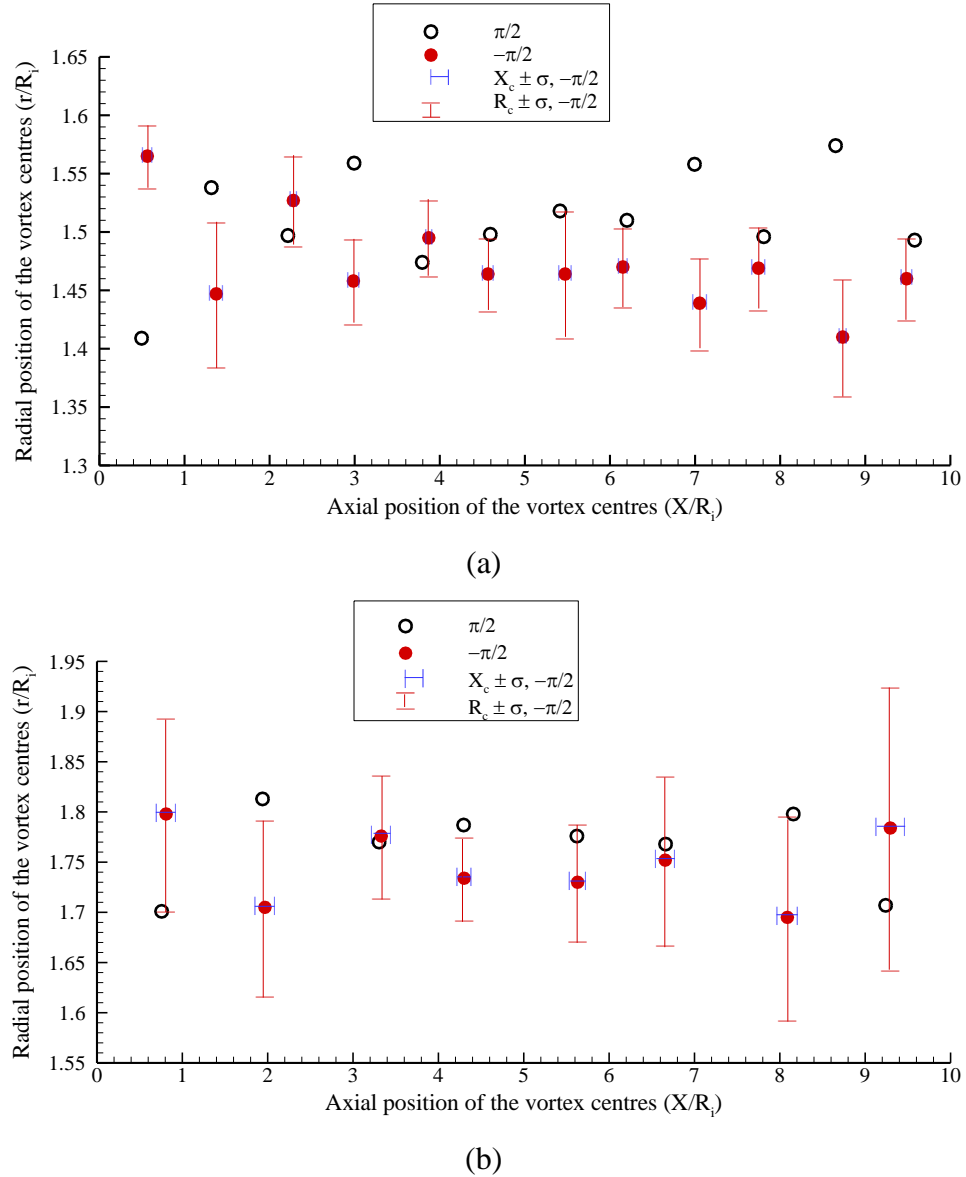 π/2
−π/2
X_c ± σ, −π/2
R_c ± σ, −π/2
Radial position of the vortex centres (r/R_i)
1.65
1.6
1.55
1.5
1.45
1.4
1.35
1.3
0 1 2 3 4 5 6 7 8 9 10
Axial position of the vortex centres (X/R_i)
(a)
π/2
−π/2
X_c ± σ, −π/2
R_c ± σ, −π/2
Radial position of the vortex centres (r/R_i)
1.95
1.9
1.85
1.8
1.75
1.7
1.65
1.6
1.55
0 1 2 3 4 5 6 7 8 9 10
Axial position of the vortex centres (X/R_i)
(b)